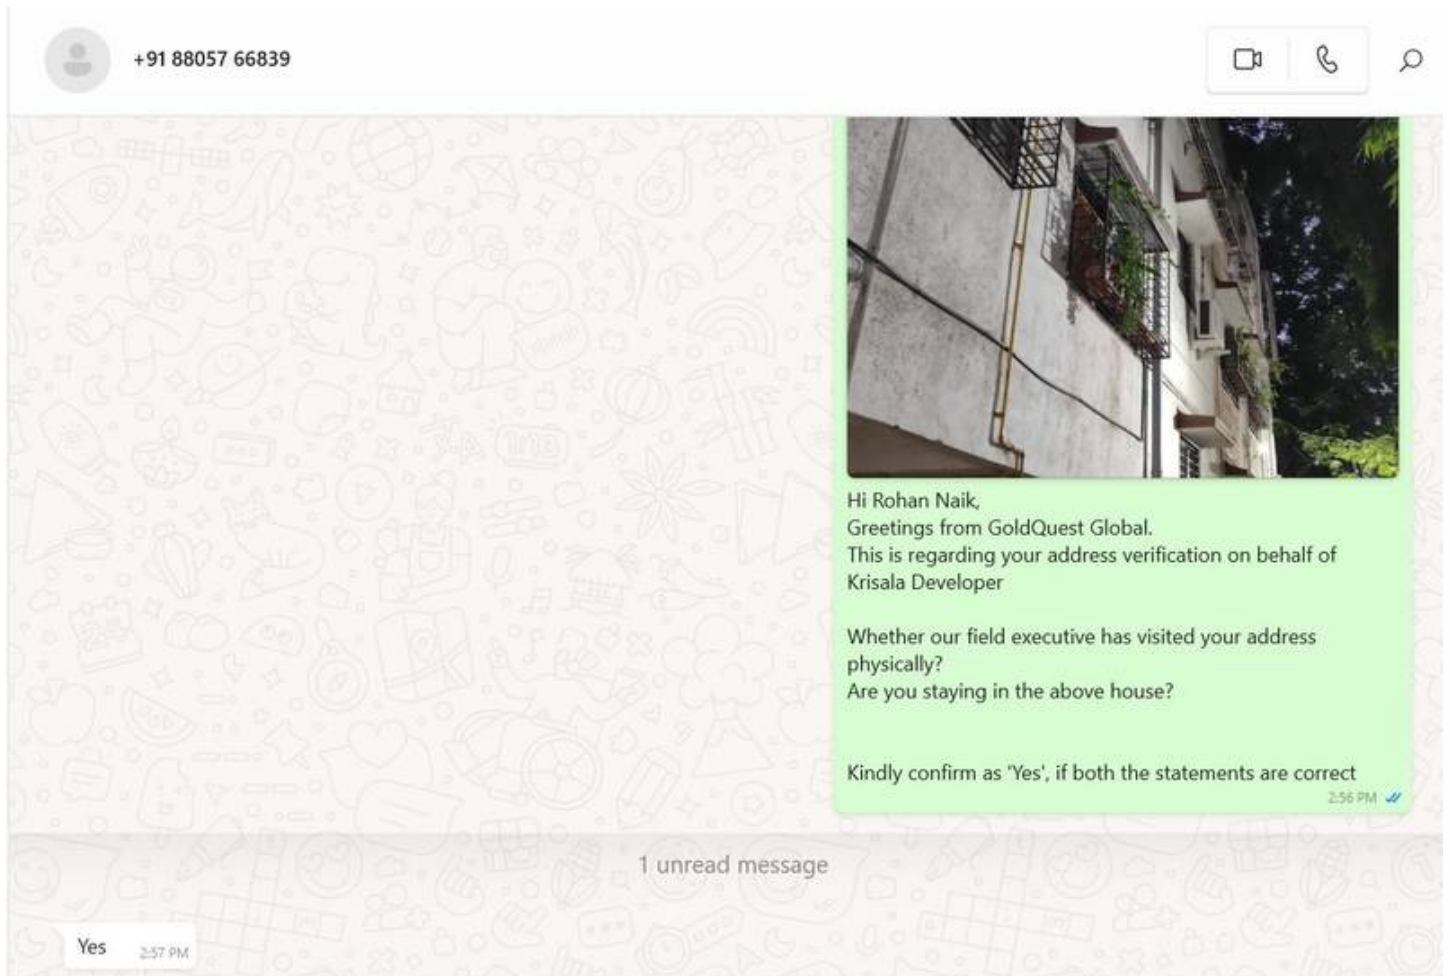 +91 88057 66839
Hi Rohan Naik,
Greetings from GoldQuest Global.
This is regarding your address verification on behalf of
Krisala Developer
Whether our field executive has visited your address
physically?
Are you staying in the above house?
Kindly confirm as 'Yes', if both the statements are correct
2:56 PM
1 unread message
Yes 2:57 PM